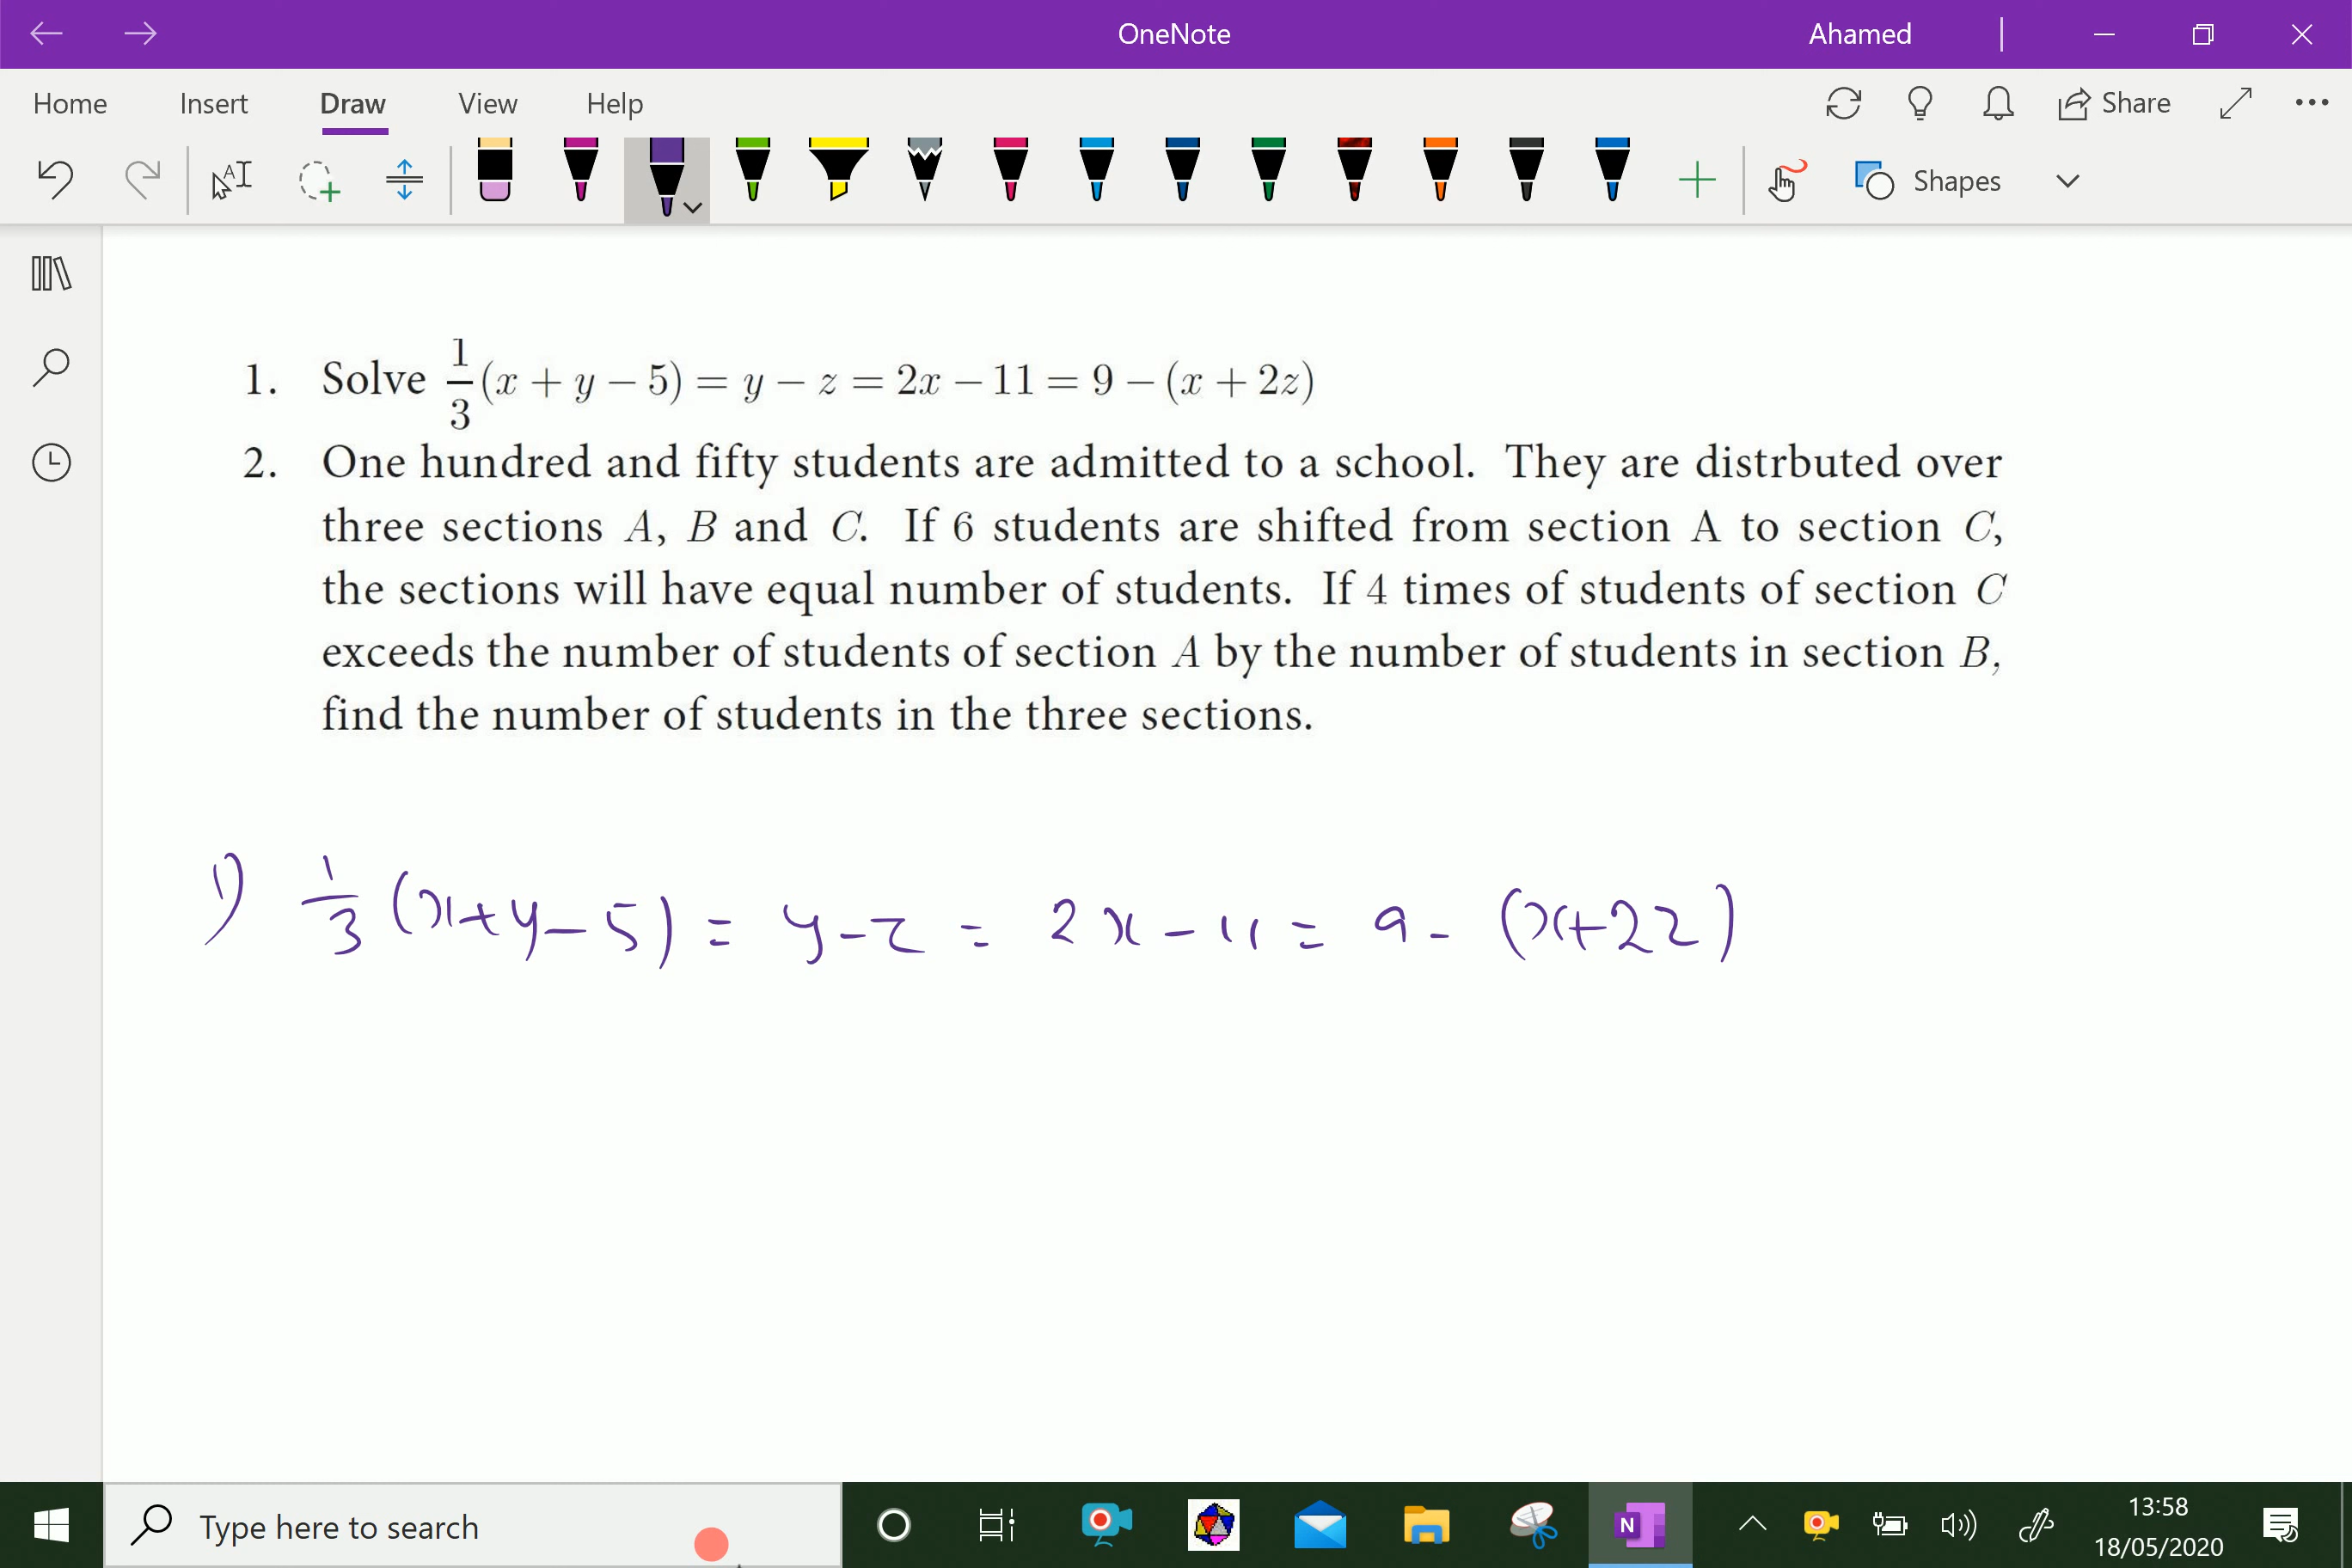 OneNote
Ahamed
Home Insert Draw View Help
Share
Shapes
1. Solve 1/3 (x + y − 5) = y − z = 2x − 11 = 9 − (x + 2z)
2. One hundred and fifty students are admitted to a school. They are distrbuted over
three sections A, B and C. If 6 students are shifted from section A to section C,
the sections will have equal number of students. If 4 times of students of section C
exceeds the number of students of section A by the number of students in section B,
find the number of students in the three sections.
1) 1/3 (x+y−5) = y−z = 2x−11 = 9−(x+2z)
Type here to search
N
13:58
18/05/2020